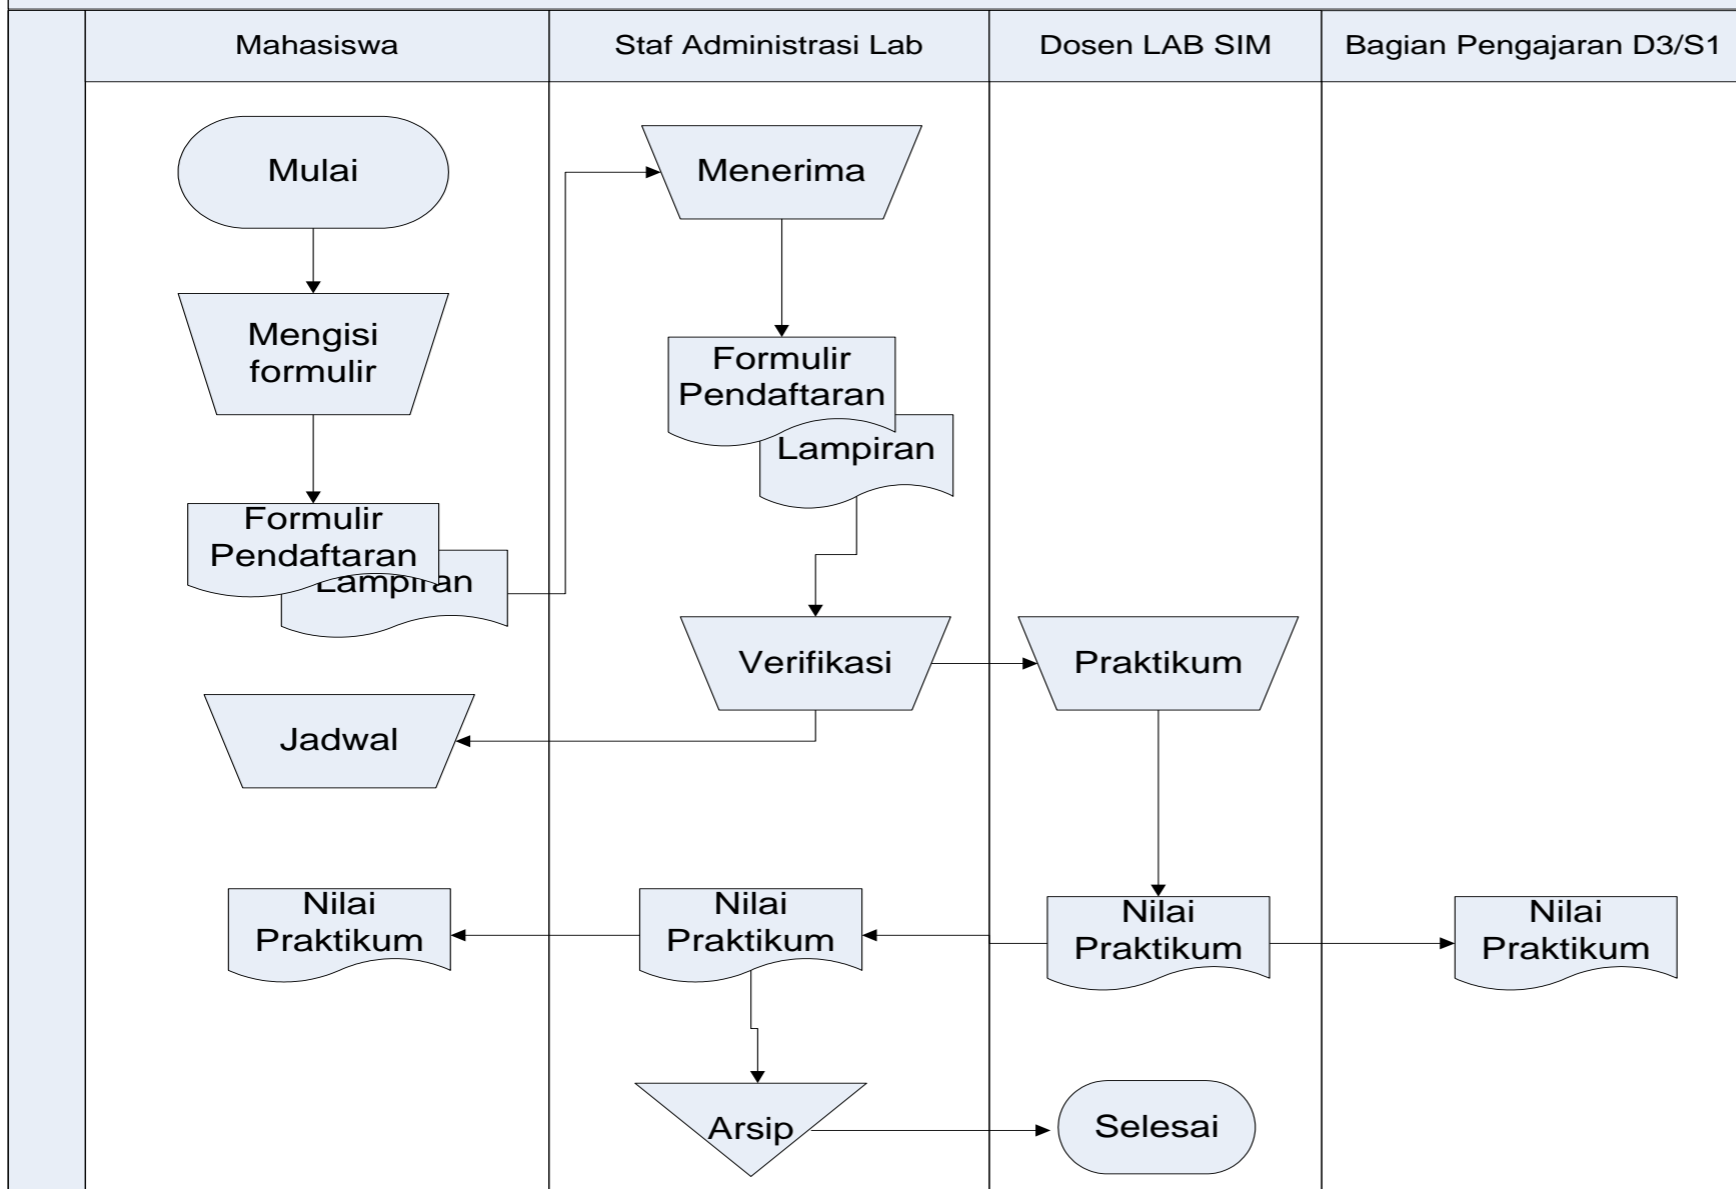 Mahasiswa
Staf Administrasi Lab
Dosen LAB SIM
Bagian Pengajaran D3/S1
Mulai
Menerima
Mengisi
formulir
Formulir
Pendaftaran
Lampiran
Formulir
Pendaftaran
Lampiran
Verifikasi
Praktikum
Jadwal
Nilai
Praktikum
Nilai
Praktikum
Nilai
Praktikum
Nilai
Praktikum
Arsip
Selesai